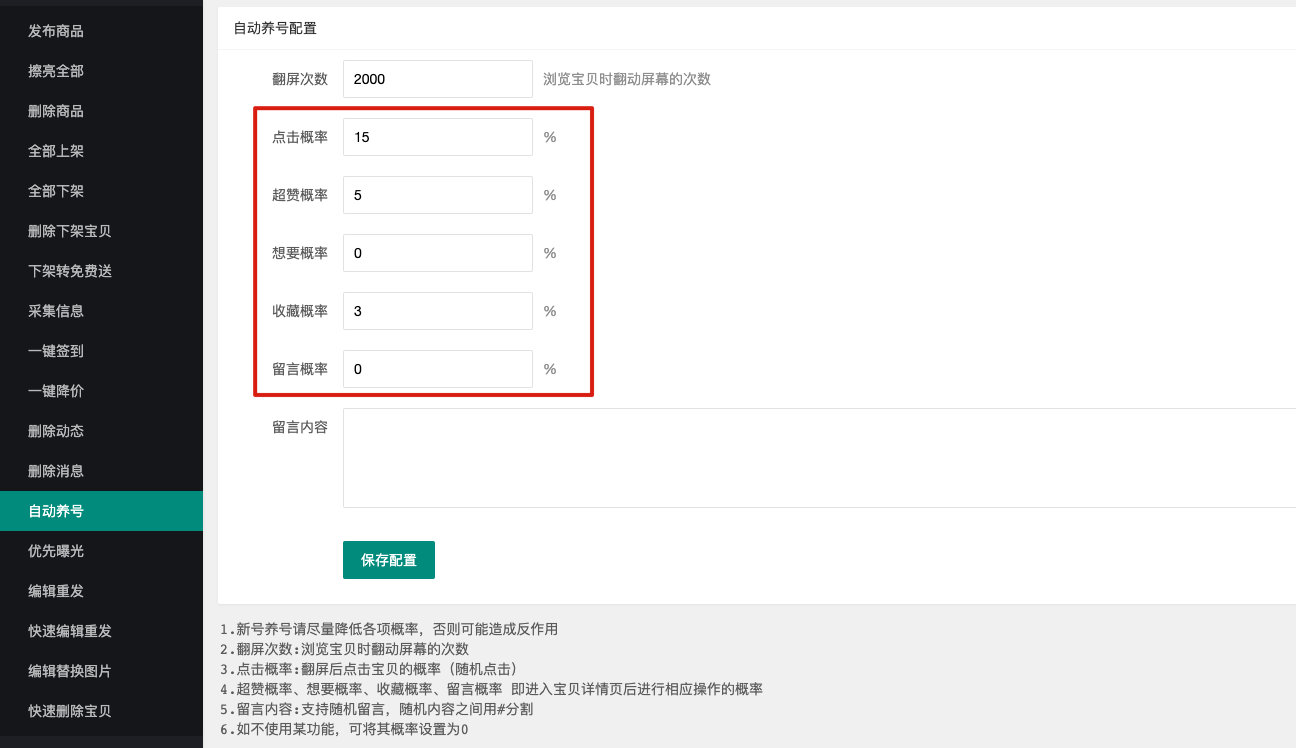 发布商品
擦亮全部
删除商品
全部上架
全部下架
删除下架宝贝
下架转免费送
采集信息
一键签到
一键降价
删除动态
删除消息
自动养号
优先曝光
编辑重发
快速编辑重发
编辑替换图片
快速删除宝贝
自动养号配置
翻屏次数 2000 浏览宝贝时翻动屏幕的次数
点击概率 15 %
超赞概率 5 %
想要概率 0 %
收藏概率 3 %
留言概率 0 %
留言内容
保存配置
1.新号养号请尽量降低各项概率，否则可能造成反作用
2.翻屏次数:浏览宝贝时翻动屏幕的次数
3.点击概率:翻屏后点击宝贝的概率（随机点击）
4.超赞概率、想要概率、收藏概率、留言概率 即进入宝贝详情页后进行相应操作的概率
5.留言内容:支持随机留言，随机内容之间用#分割
6.如不使用某功能，可将其概率设置为0